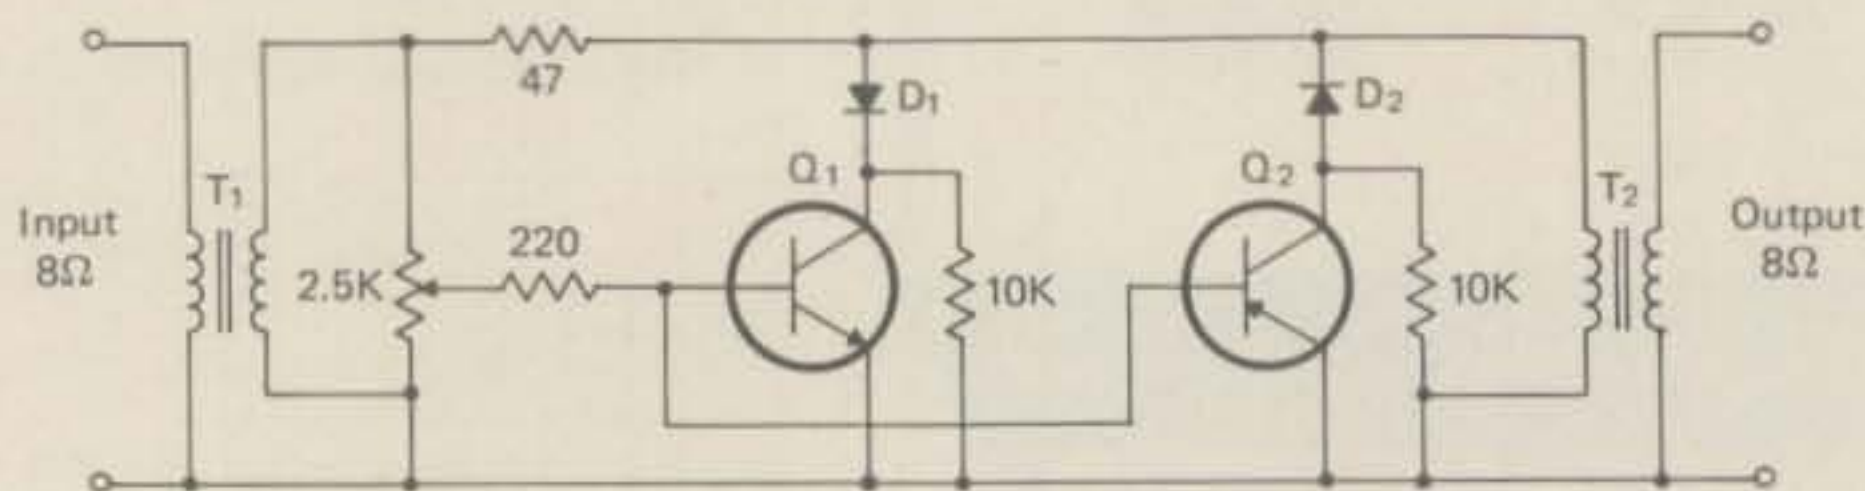 47
D1
D2
Q1
Q2
T1
T2
Input
8Ω
220
2.5K
10K
10K
Output
8Ω